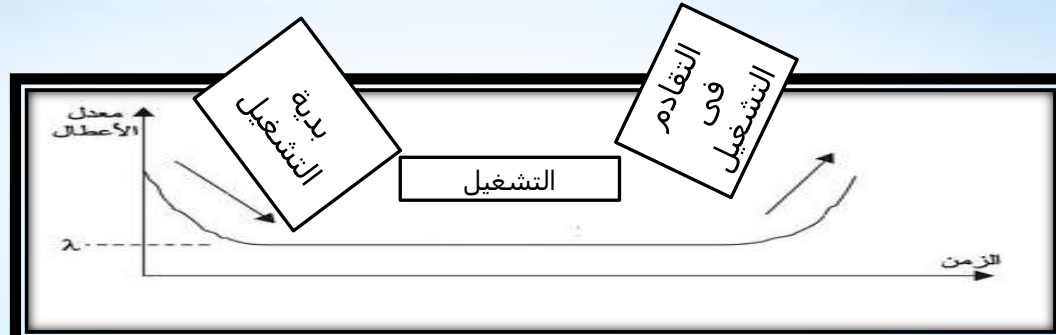 معدل
الأعطال
بدية
التشغيل
التشغيل
التقادم
فى
التشغيل
λ
الزمن